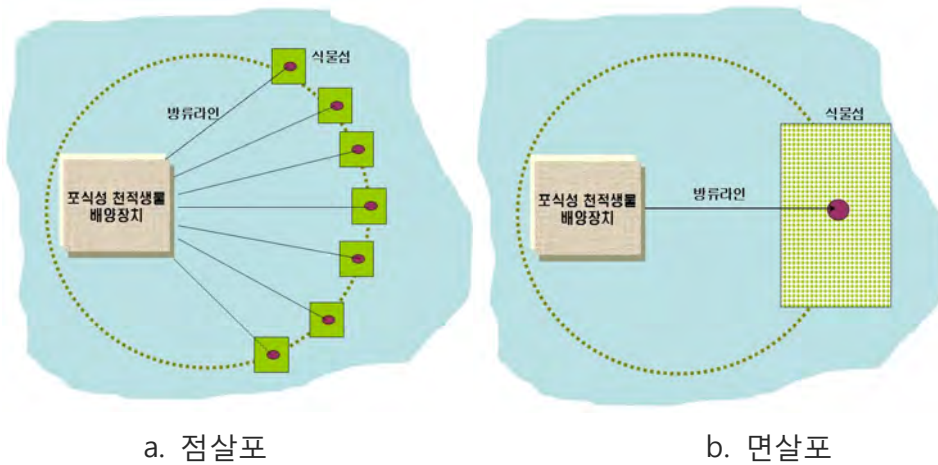 식물섬
방류라인
포식성 천적생물
배양장치
a. 점살포
식물섬
방류라인
포식성 천적생물
배양장치
b. 면살포